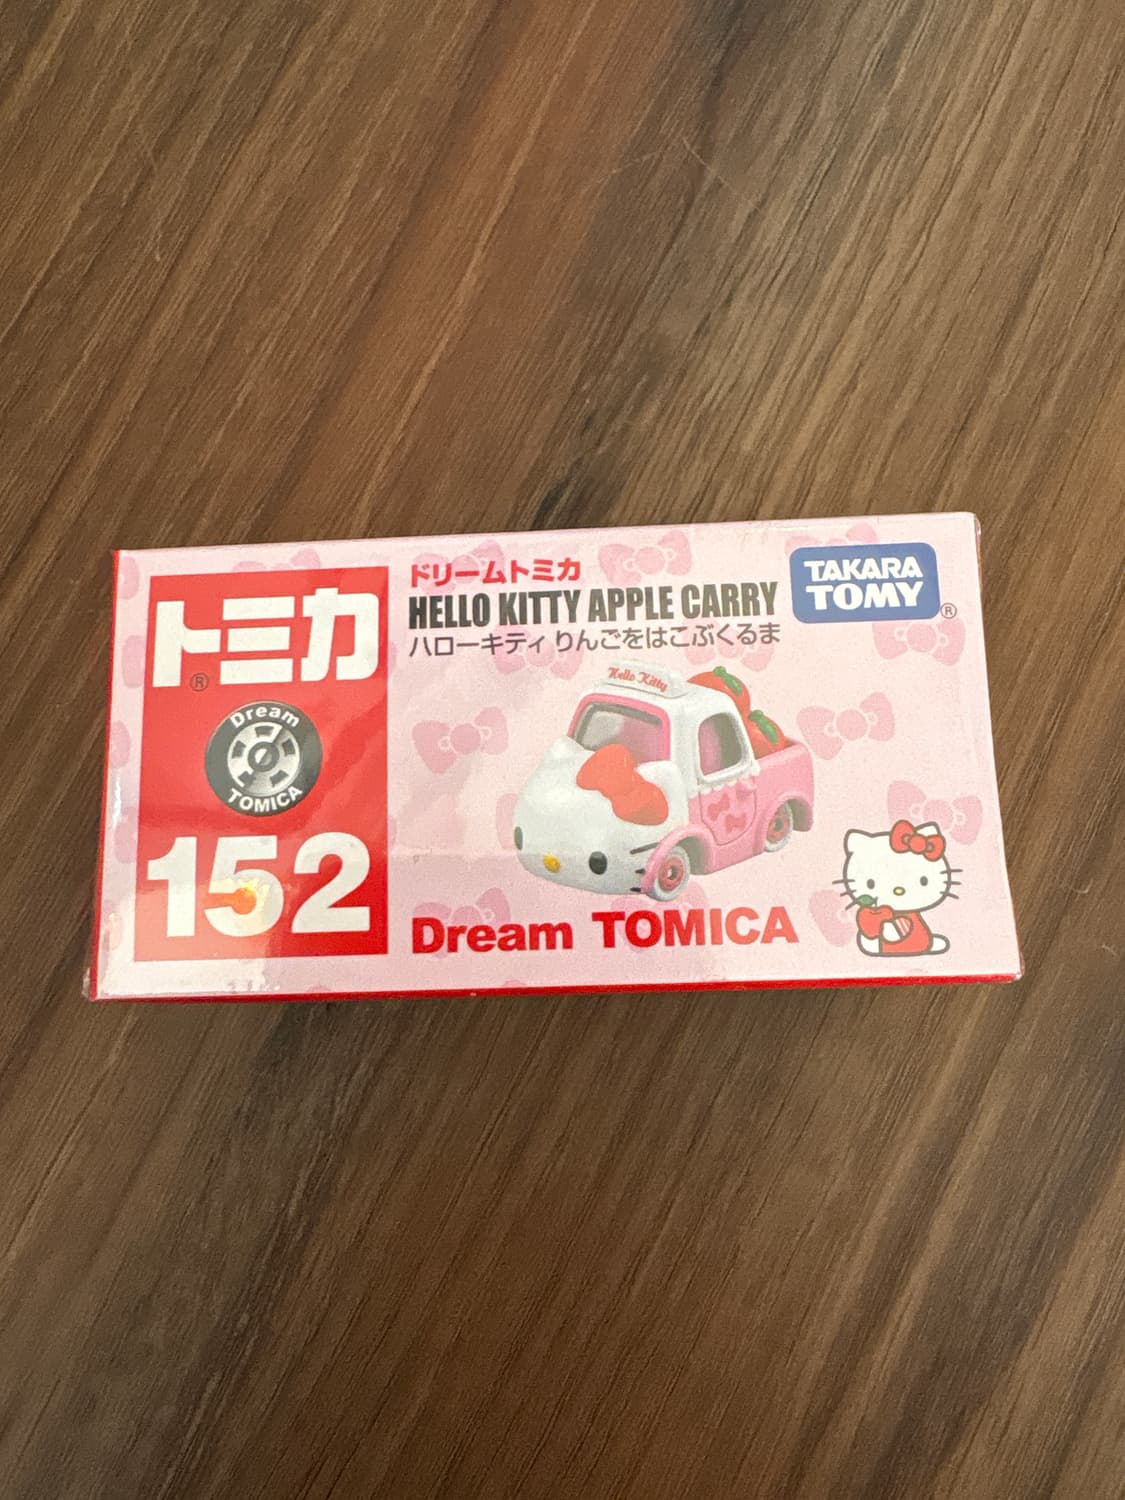 トミカ
®
Dream
TOMICA
152
ドリームトミカ
HELLO KITTY APPLE CARRY
ハローキティ りんごをはこぶくるま
TAKARA
TOMY
®
Hello Kitty
Dream TOMICA